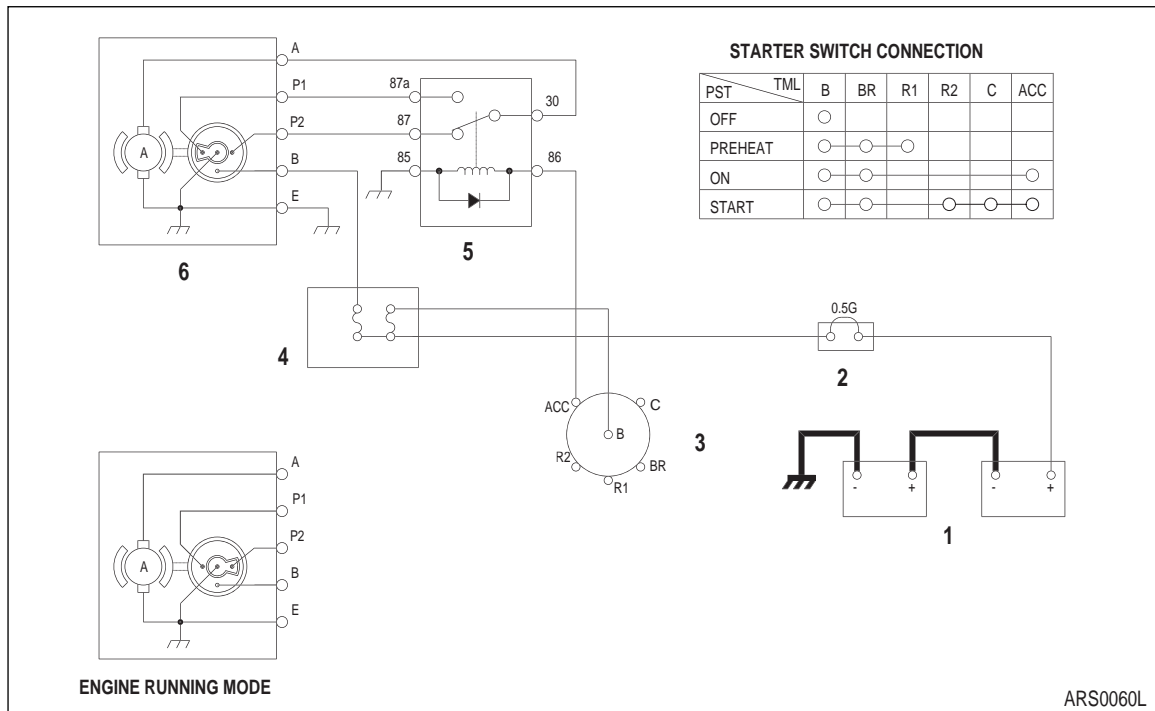 STARTER SWITCH CONNECTION
PST TML B BR R1 R2 C ACC
OFF
PREHEAT
ON
START
A
P1
P2
B
E
A
6
87a
87
85
30
86
5
4
0.5G
2
ACC
C
B
R2
BR
R1
3
- + - +
1
A
P1
P2
B
E
A
ENGINE RUNNING MODE
ARS0060L